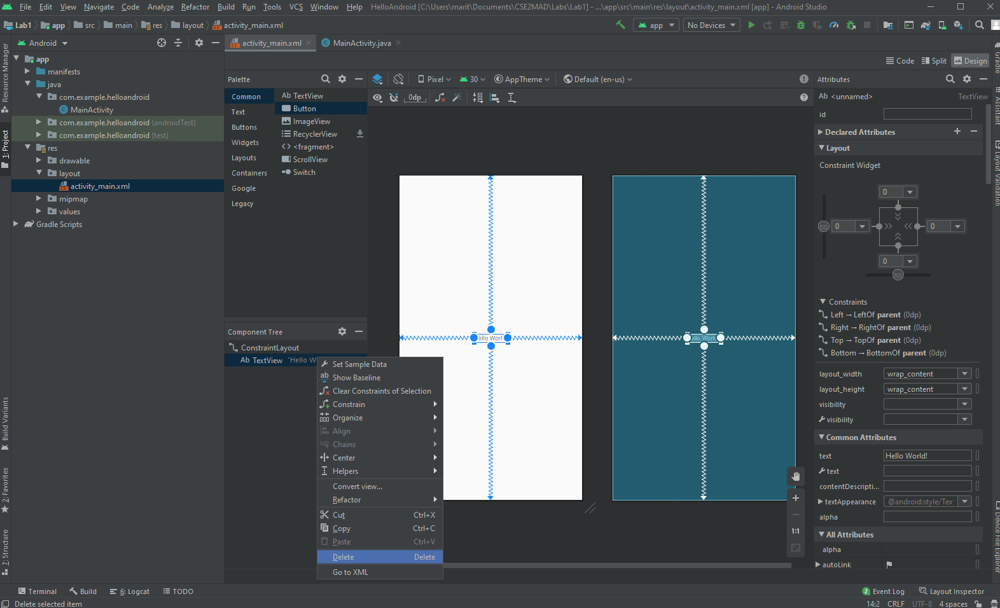 File Edit View Navigate Code Analyze Refactor Build Run Tools VCS Window Help HelloAndroid [C:\Users\marit\Documents\CSE2MAD\Labs\Lab1] - ...\app\src\main\res\layout\activity_main.xml [app] - Android Studio
Lab1 app src main res layout activity_main.xml app No Devices
Android
activity_main.xml MainActivity.java
Code Split Design
Resource Manager
1: Project
Build Variants
2: Favorites
7: Structure
app
manifests
java
com.example.helloandroid
MainActivity
com.example.helloandroid (androidTest)
com.example.helloandroid (test)
res
drawable
layout
activity_main.xml
mipmap
values
Gradle Scripts
Palette
Common
Text
Buttons
Widgets
Layouts
Containers
Google
Legacy
Ab TextView
Button
ImageView
RecyclerView
<fragment>
ScrollView
Switch
Component Tree
ConstraintLayout
Ab TextView "Hello W
Pixel 30 AppTheme Default (en-us)
0dp
ello Worl
ello Worl
Set Sample Data
Show Baseline
Clear Constraints of Selection
Constrain
Organize
Align
Chains
Center
Helpers
Convert view...
Refactor
Cut Ctrl+X
Copy Ctrl+C
Paste Ctrl+V
Delete Delete
Go to XML
1:1
Attributes
Ab <unnamed> TextView
id
Declared Attributes
Layout
Constraint Widget
0
50 0 0
0
50
Constraints
Left → LeftOf parent (0dp)
Right → RightOf parent (0dp)
Top → TopOf parent (0dp)
Bottom → BottomOf parent (0dp)
layout_width wrap_content
layout_height wrap_content
visibility
visibility
Common Attributes
text Hello World!
text
contentDescripti...
textAppearance @android:style/Tex
alpha
All Attributes
alpha
autoLink
Gradle
Assistant
Layout Validation
Device File Explorer
Terminal Build 6: Logcat TODO 2 Event Log Layout Inspector
Delete selected item 14:2 CRLF UTF-8 4 spaces